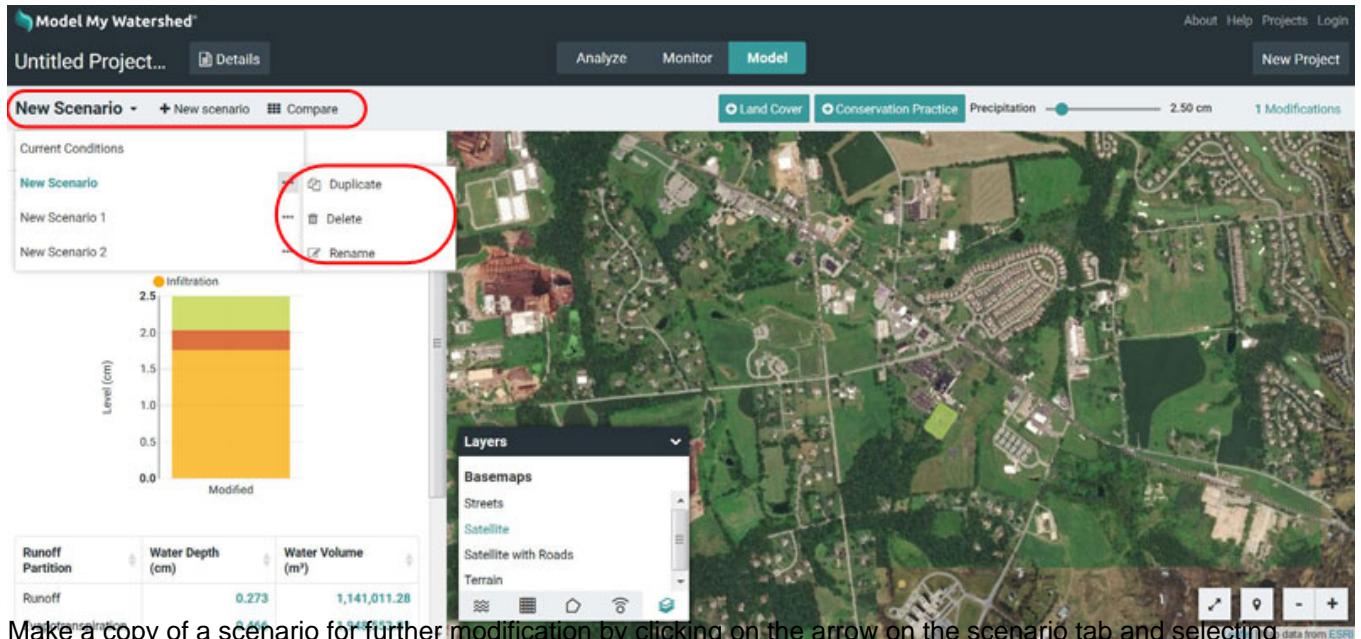 Model My Watershed®
About Help Projects Login
Untitled Project... Details Analyze Monitor Model New Project
New Scenario + New scenario Compare Land Cover Conservation Practice Precipitation 2.50 cm 1 Modifications
Current Conditions
New Scenario ••• Duplicate
New Scenario 1 ••• Delete
New Scenario 2 ••• Rename
Infiltration
2.5
2.0
1.5
1.0
0.5
0.0
Level (cm)
Modified
Layers
Basemaps
Streets
Satellite
Satellite with Roads
Terrain
Runoff Partition Water Depth (cm) Water Volume (m³)
Runoff 0.273 1,141,011.28
Make a copy of a scenario for further modification by clicking on the arrow on the scenario tab and selecting
data from ESRI